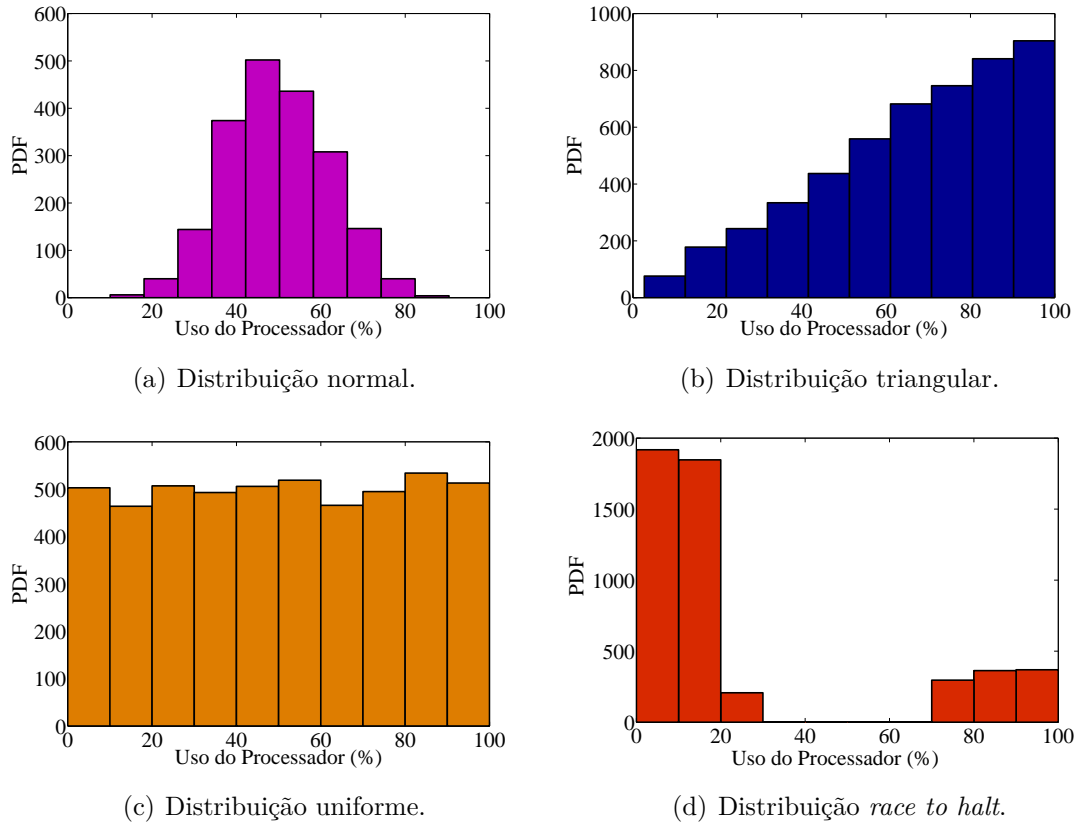 600
500
400
300
200
100
0
PDF
0 20 40 60 80 100
Uso do Processador (%)
(a) Distribuição normal.
1000
800
600
400
200
0
PDF
0 20 40 60 80 100
Uso do Processador (%)
(b) Distribuição triangular.
600
500
400
300
200
100
0
PDF
0 20 40 60 80 100
Uso do Processador (%)
(c) Distribuição uniforme.
2000
1500
1000
500
0
PDF
0 20 40 60 80 100
Uso do Processador (%)
(d) Distribuição race to halt.